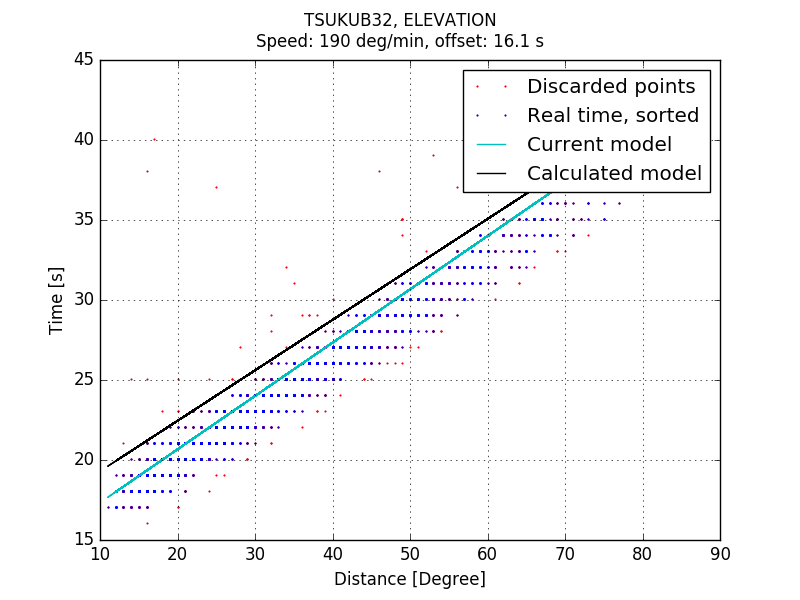 TSUKUB32, ELEVATION
Speed: 190 deg/min, offset: 16.1 s
45
40
35
30
25
20
15
Time [s]
Discarded points
Real time, sorted
Current model
Calculated model
10 20 30 40 50 60 70 80 90
Distance [Degree]